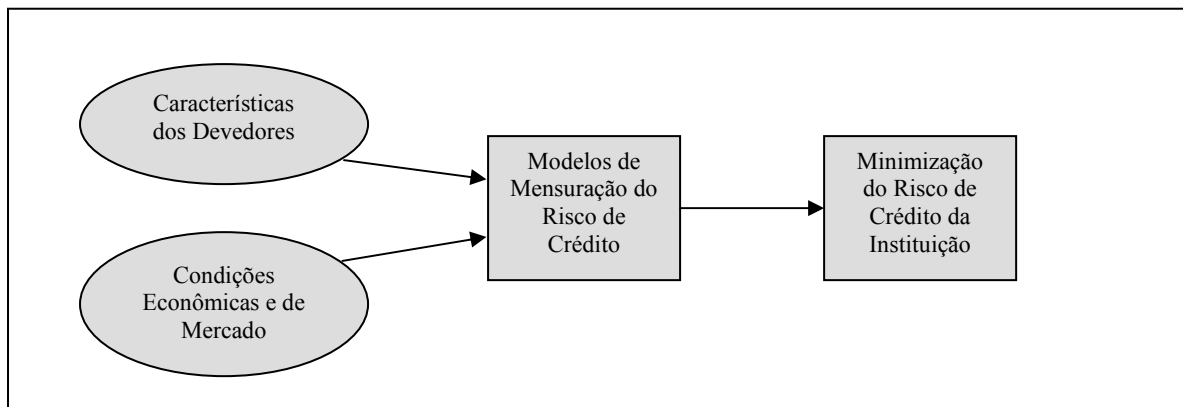 Características
dos Devedores
Condições
Econômicas e de
Mercado
Modelos de
Mensuração do
Risco de
Crédito
Minimização
do Risco de
Crédito da
Instituição